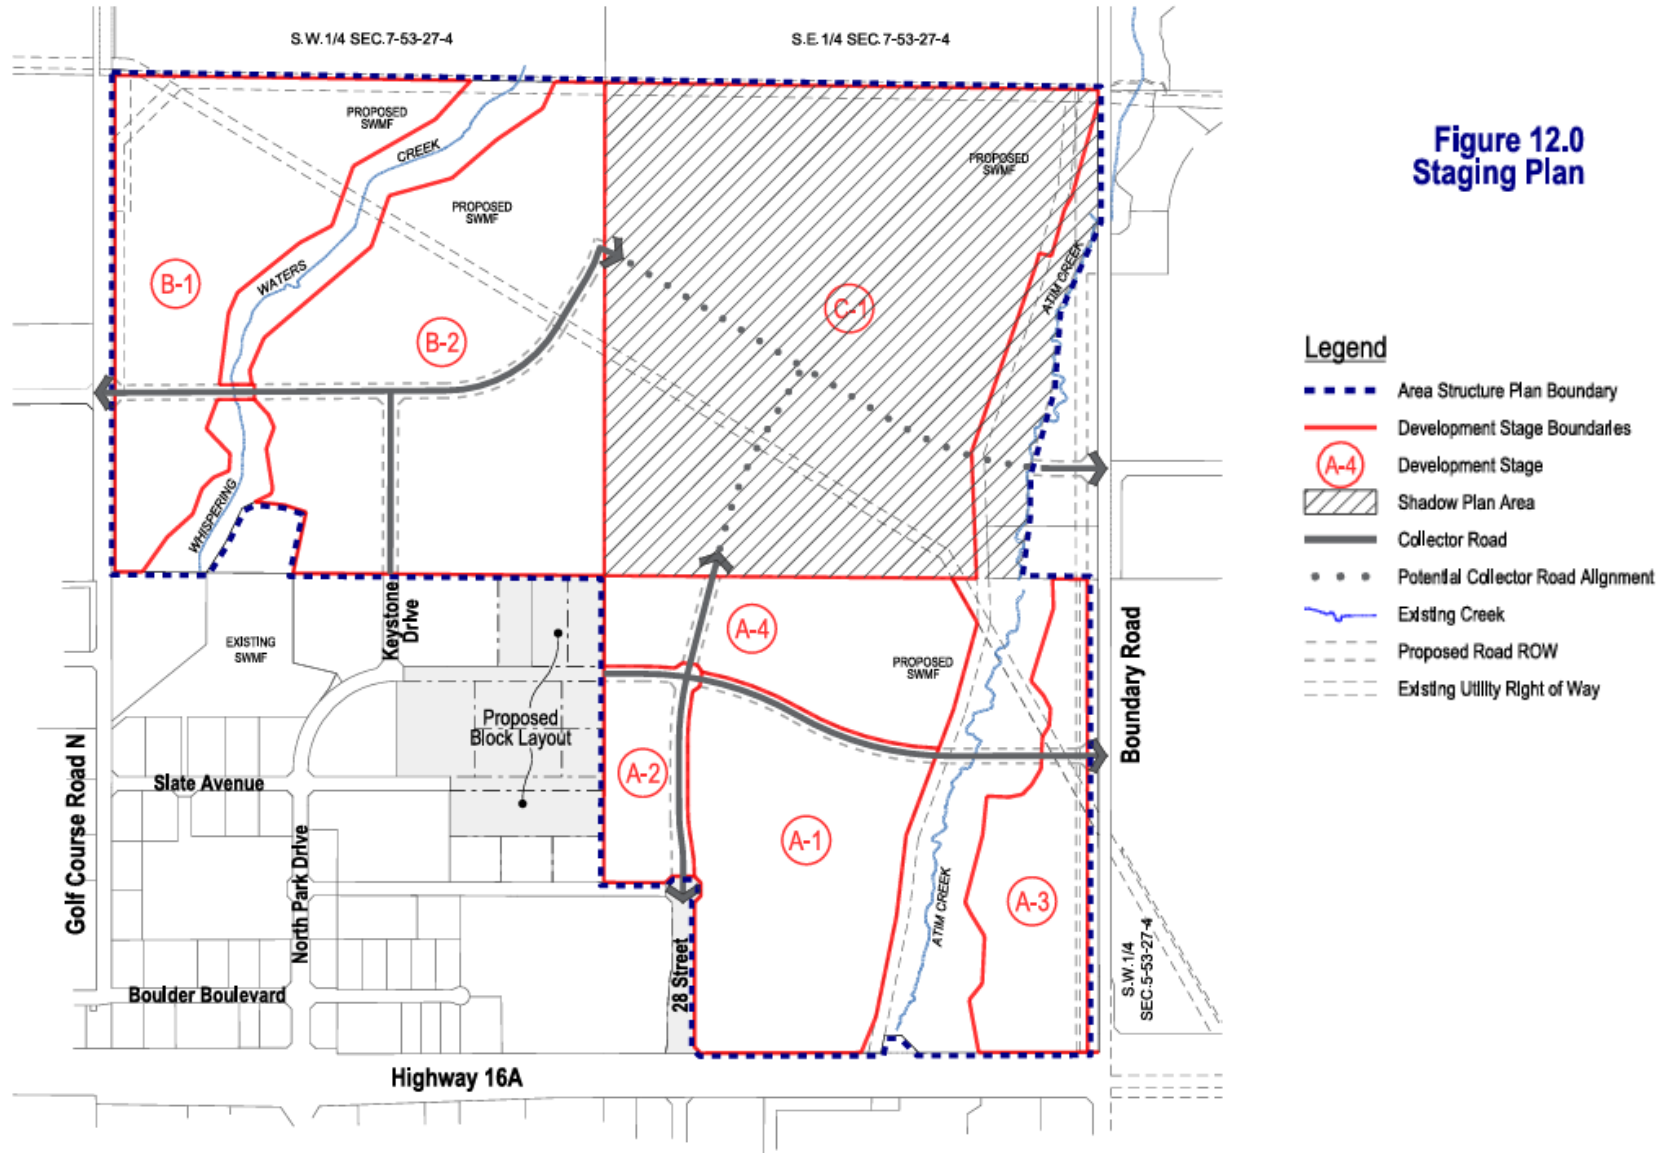 S.W.1/4 SEC.7-53-27-4
S.E.1/4 SEC.7-53-27-4
Figure 12.0
Staging Plan
PROPOSED
SWMF
CREEK
PROPOSED
SWMF
PROPOSED
SWMF
WATERS
ATIM CREEK
B-1
B-2
C-1
WHISPERING
Legend
Area Structure Plan Boundary
Development Stage Boundaries
A-4
Development Stage
Shadow Plan Area
Collector Road
Potential Collector Road Alignment
Existing Creek
Proposed Road ROW
Existing Utility Right of Way
Keystone
Drive
EXISTING
SWMF
A-4
PROPOSED
SWMF
Boundary Road
Proposed
Block Layout
A-2
Slate Avenue
Golf Course Road N
North Park Drive
A-1
A-3
ATIM CREEK
28 Street
S.W.1/4
SEC.5-53-27-4
Boulder Boulevard
Highway 16A